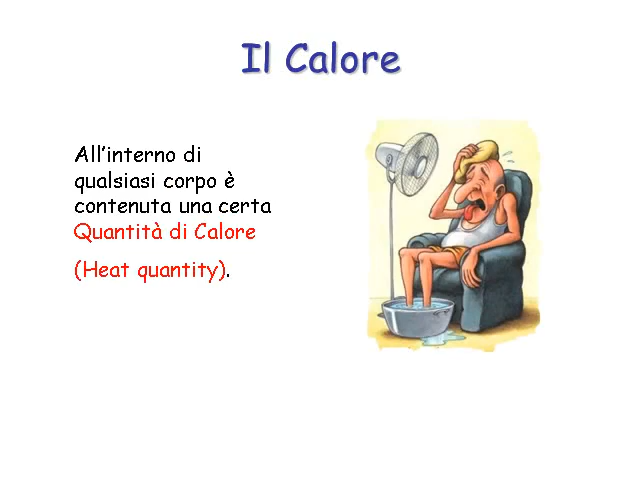 Il Calore
All'interno di
qualsiasi corpo è
contenuta una certa
Quantità di Calore
(Heat quantity).